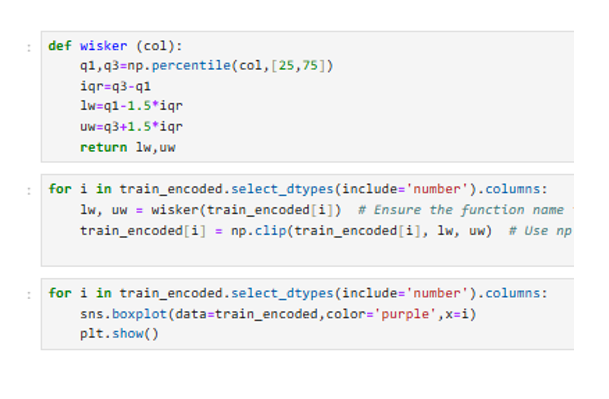 :
def wisker (col):
    q1,q3=np.percentile(col,[25,75])
    iqr=q3-q1
    lw=q1-1.5*iqr
    uw=q3+1.5*iqr
    return lw,uw
:
for i in train_encoded.select_dtypes(include='number').columns:
    lw, uw = wisker(train_encoded[i])  # Ensure the function name
    train_encoded[i] = np.clip(train_encoded[i], lw, uw)  # Use np
:
for i in train_encoded.select_dtypes(include='number').columns:
    sns.boxplot(data=train_encoded,color='purple',x=i)
    plt.show()